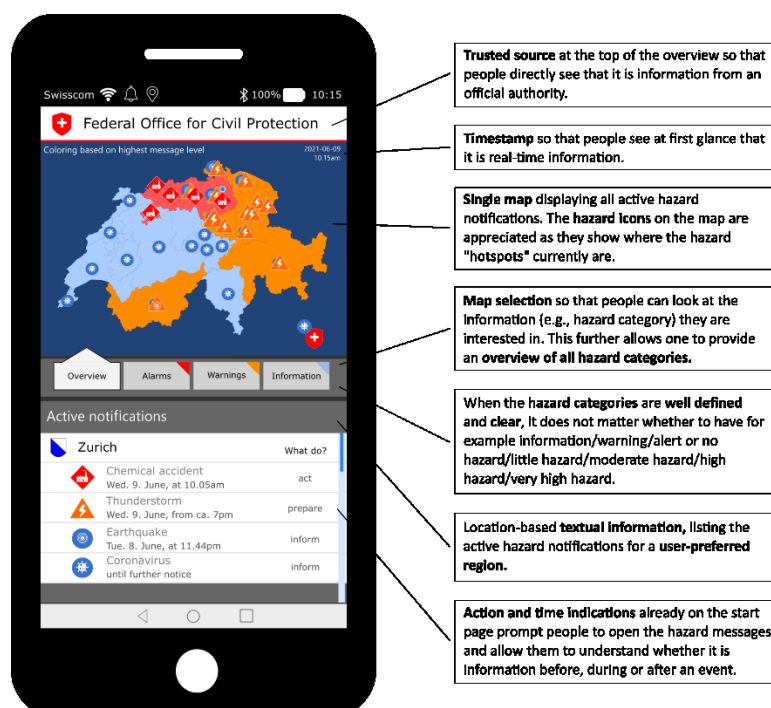 Swisscom 100% 10:15
Federal Office for Civil Protection
Coloring based on highest message level 2021-06-09
10.15am
Overview Alarms Warnings Information
Active notifications
Zurich What do?
Chemical accident
Wed. 9. June, at 10.05am act
Thunderstorm
Wed. 9. June, from ca. 7pm prepare
Earthquake
Tue. 8. June, at 11.44pm inform
Coronavirus
until further notice inform
Trusted source at the top of the overview so that
people directly see that it is information from an
official authority.
Timestamp so that people see at first glance that
it is real-time information.
Single map displaying all active hazard
notifications. The hazard icons on the map are
appreciated as they show where the hazard
"hotspots" currently are.
Map selection so that people can look at the
information (e.g., hazard category) they are
interested in. This further allows one to provide
an overview of all hazard categories.
When the hazard categories are well defined
and clear, it does not matter whether to have for
example information/warning/alert or no
hazard/little hazard/moderate hazard/high
hazard/very high hazard.
Location-based textual information, listing the
active hazard notifications for a user-preferred
region.
Action and time indications already on the start
page prompt people to open the hazard messages
and allow them to understand whether it is
information before, during or after an event.